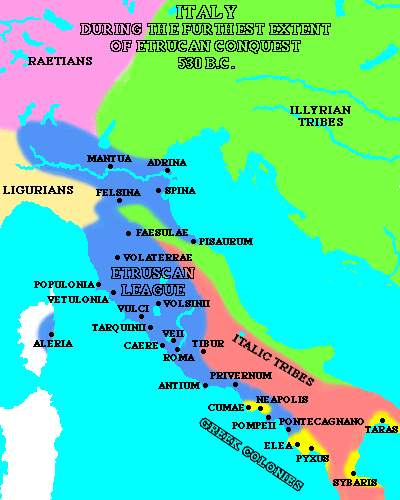 ITALY
DURING THE FURTHEST EXTENT
OF ETRUCAN CONQUEST
530 B.C.
RAETIANS
ILLYRIAN
TRIBES
MANTUA
ADRINA
LIGURIANS
FELSINA
SPINA
FAESULAE
PISAURUM
VOLATERRAE
ETRUSCAN
LEAGUE
POPULONIA
VETULONIA
VOLSINII
VULCI
TARQUINII
VEII
TIBUR
CAERE
ROMA
ALERIA
ITALIC TRIBES
PRIVERNUM
ANTIUM
NEAPOLIS
CUMAE
POMPEII
PONTECAGNANO
TARAS
GREEK COLONIES
ELEA
PYXUS
SYBARIS